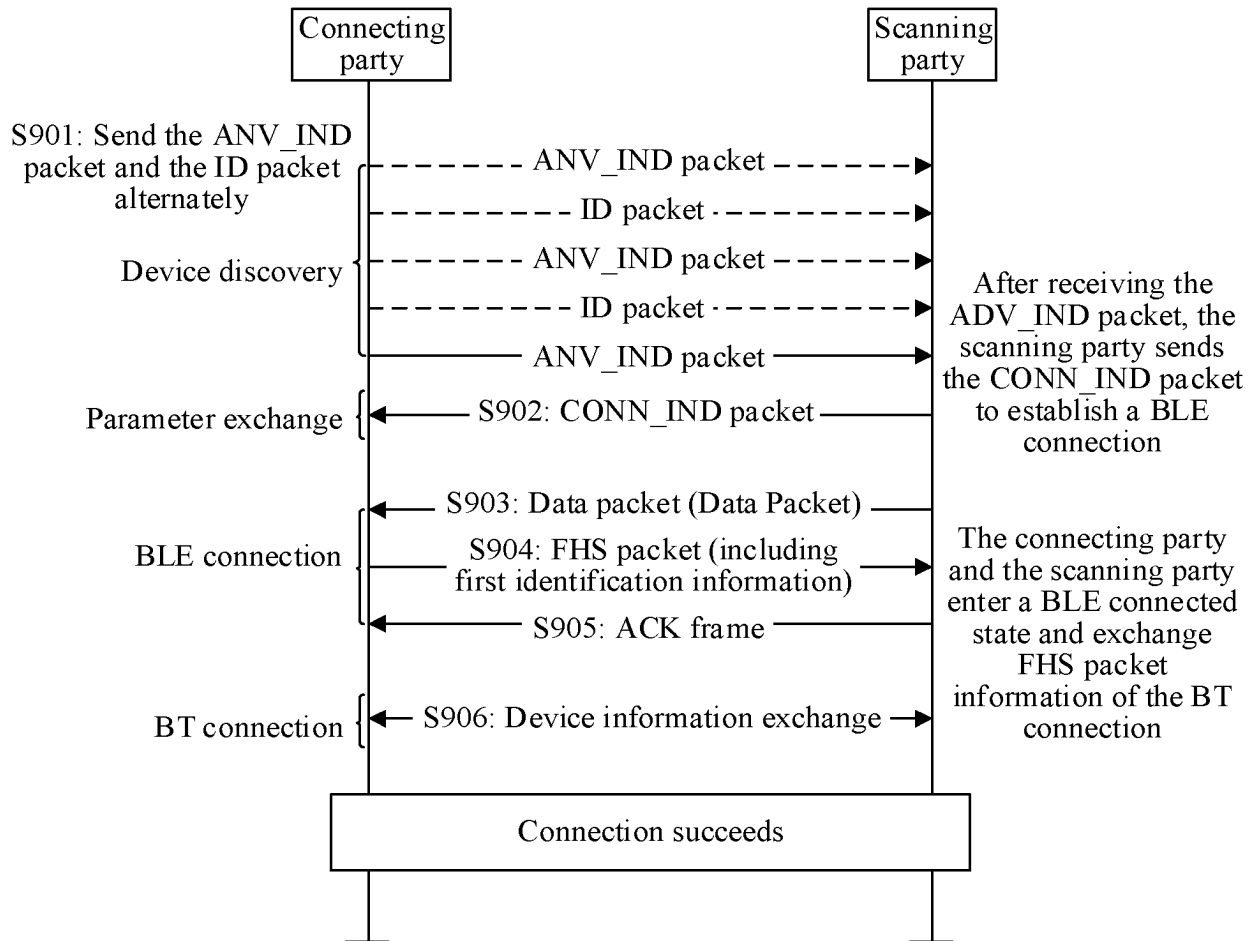 Connecting
party
Scanning
party
S901: Send the ANV_IND
packet and the ID packet
alternately
ANV_IND packet
ID packet
Device discovery
ANV_IND packet
ID packet
ANV_IND packet
After receiving the
ADV_IND packet, the
scanning party sends
the CONN_IND packet
to establish a BLE
connection
Parameter exchange
S902: CONN_IND packet
S903: Data packet (Data Packet)
BLE connection
S904: FHS packet (including
first identification information)
S905: ACK frame
The connecting party
and the scanning party
enter a BLE connected
state and exchange
FHS packet
information of the BT
connection
BT connection
S906: Device information exchange
Connection succeeds